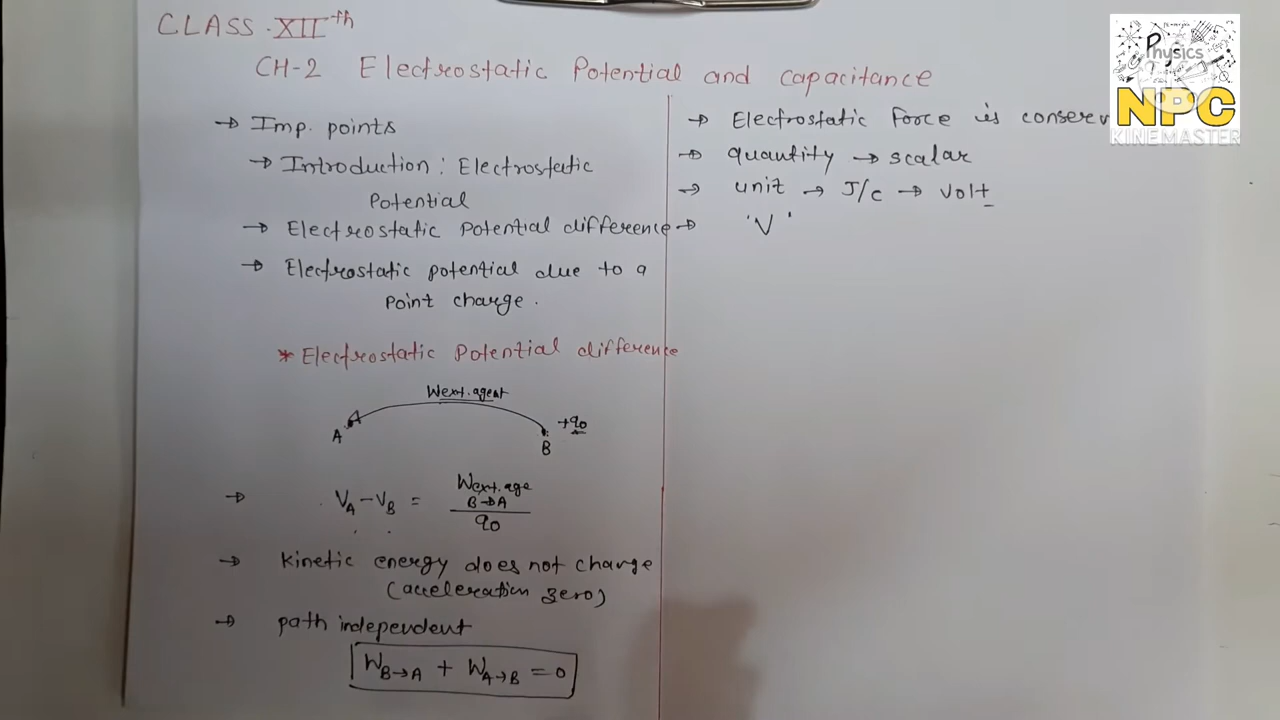 CLASS-XIIth
CH-2 Electrostatic Potential and capacitance
→ Imp. points
→ Introduction: Electrostatic
Potential
→ Electrostatic Potential difference
→ Electrostatic potential due to a
Point charge.
* Electrostatic Potential difference
Wext.agent
A
B
+q0
→ VA - VB = Wext.age B→A / q0
→ kinetic energy does not change
(acceleration zero)
→ path independent
WB→A + WA→B = 0
→ Electrostatic Force is conserv
→ quantity → scalar
→ unit → J/c → volt
→ 'V'
Physics
NPC
KINEMASTER